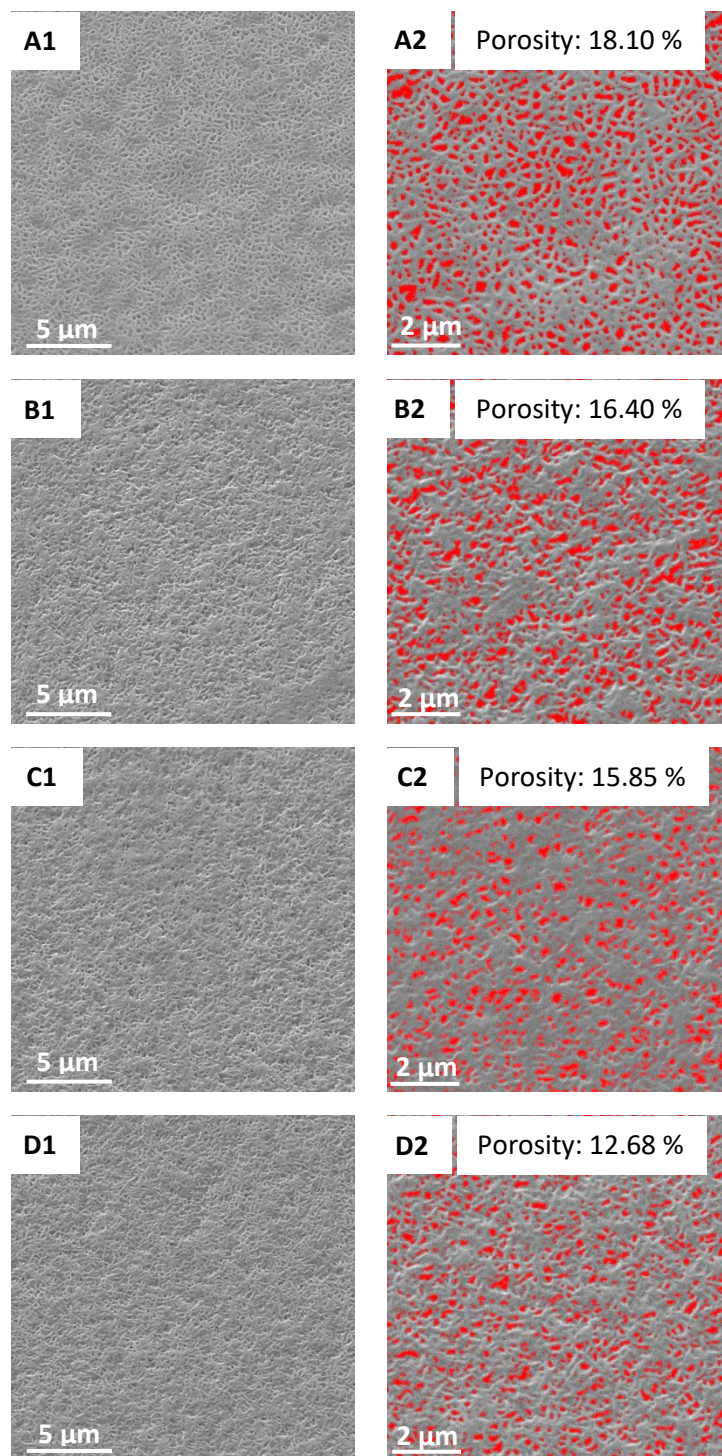 A1
A2 Porosity: 18.10 %
5 µm
2 µm
B1
B2 Porosity: 16.40 %
5 µm
2 µm
C1
C2 Porosity: 15.85 %
5 µm
2 µm
D1
D2 Porosity: 12.68 %
5 µm
2 µm